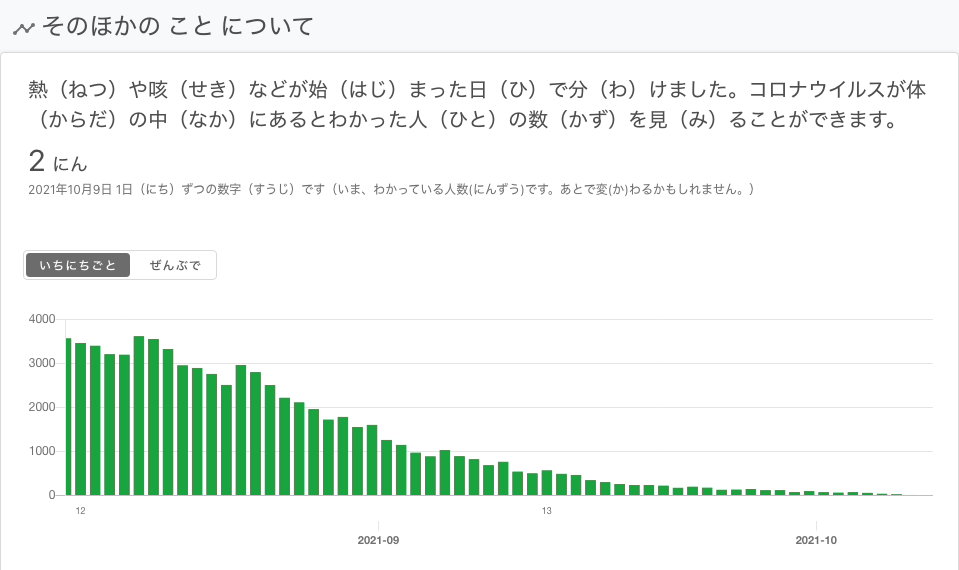 そのほかの こと について
熱（ねつ）や咳（せき）などが始（はじ）まった日（ひ）で分（わ）けました。コロナウイルスが体
（からだ）の中（なか）にあるとわかった人（ひと）の数（かず）を見（み）ることができます。
2 にん
2021年10月9日 1日（にち）ずつの数字（すうじ）です（いま、わかっている人数(にんずう)です。あとで変(か)わるかもしれません。）
いちにちごと ぜんぶで
4000
3000
2000
1000
0
12 13
2021-09 2021-10